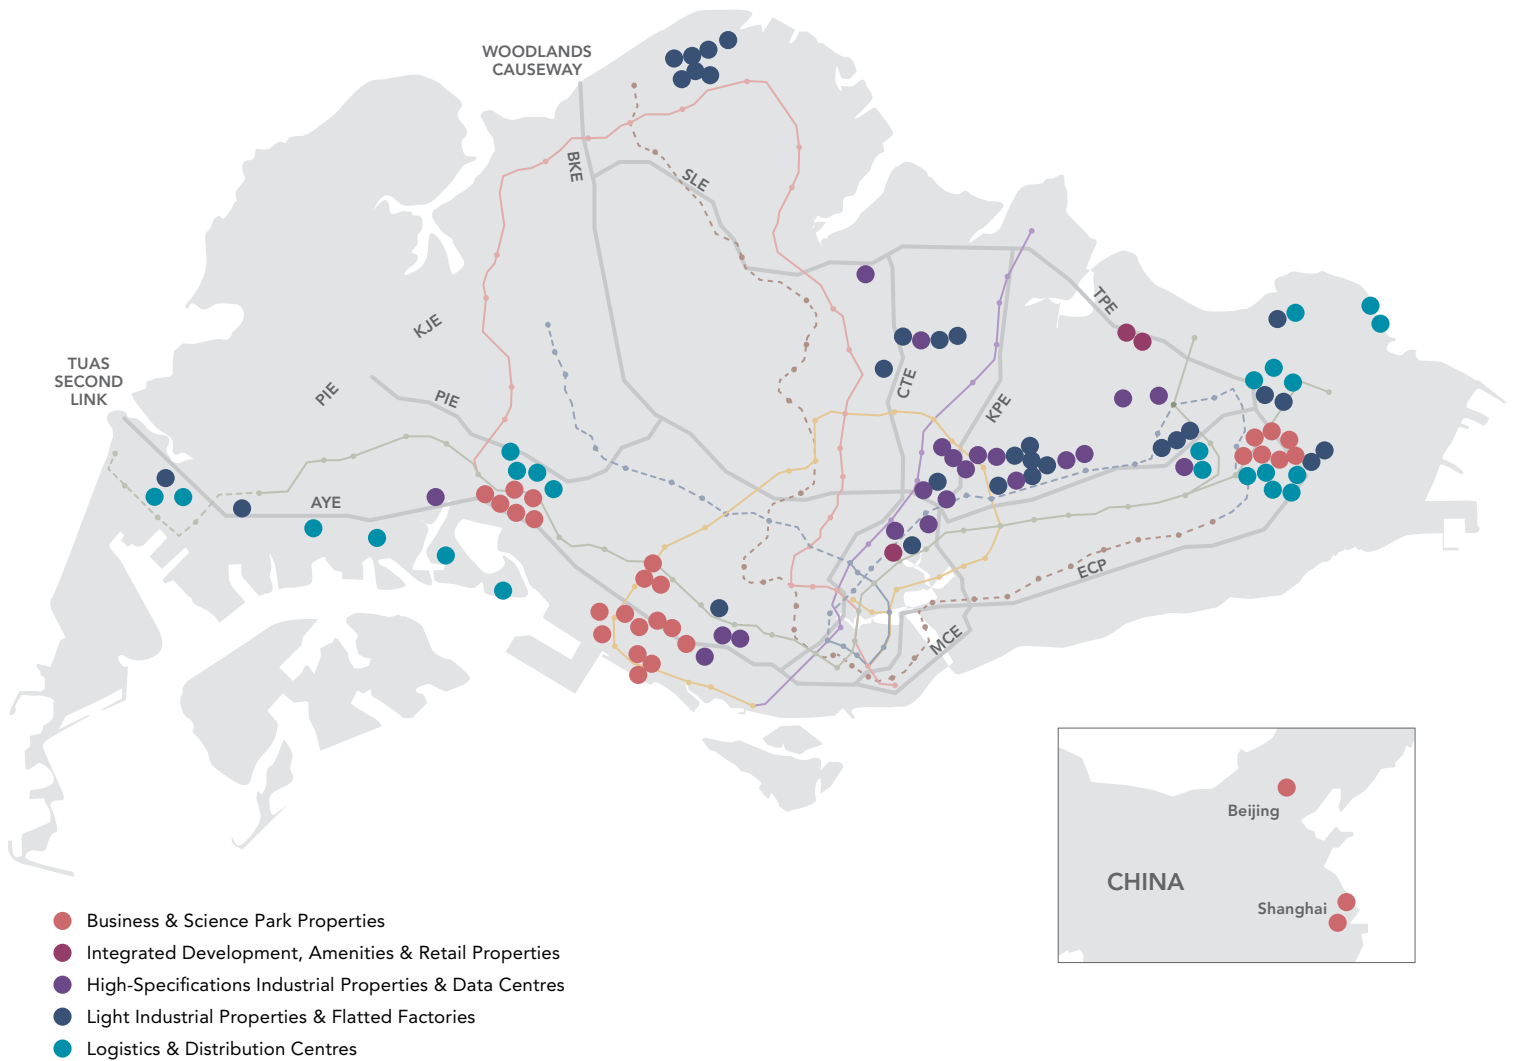 WOODLANDS
CAUSEWAY
BKE
SLE
KJE
TPE
TUAS
SECOND
LINK
PIE
PIE
CTE
KPE
AYE
ECP
MCE
Beijing
CHINA
Shanghai
Business & Science Park Properties
Integrated Development, Amenities & Retail Properties
High-Specifications Industrial Properties & Data Centres
Light Industrial Properties & Flatted Factories
Logistics & Distribution Centres